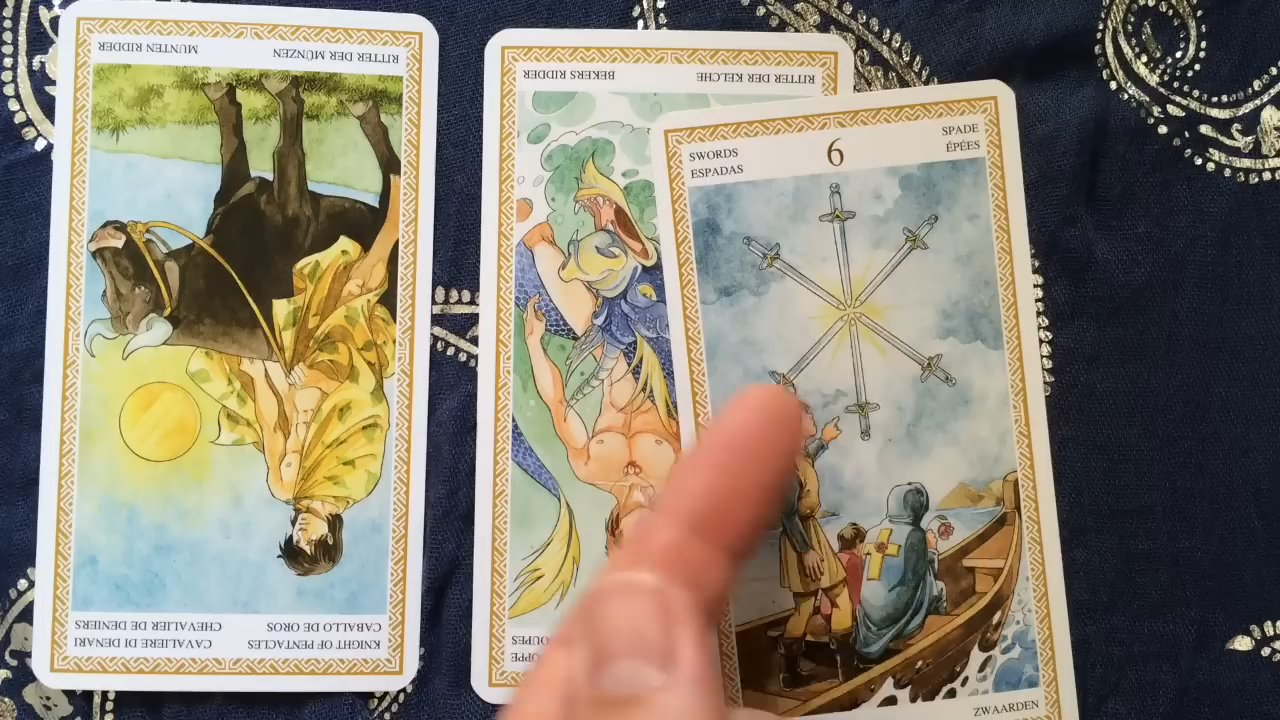 KNIGHT OF PENTACLES CAVALIERE DI DENARI
CABALLO DE OROS CHEVALIER DE DENIERS
RITTER DER MÜNZEN MUNTEN RIDDER
RITTER DER KELCHE BEKERS RIDDER
SWORDS 6 SPADE
ESPADAS ÉPÉES
ZWAARDEN